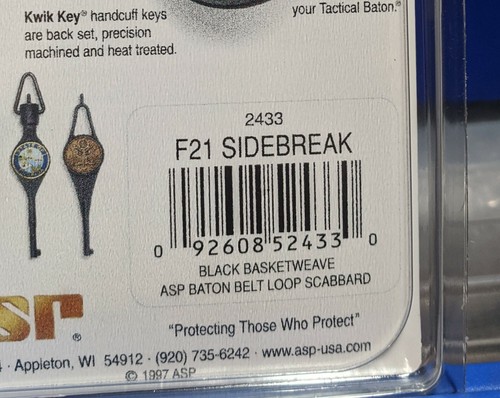 Kwik Key® handcuff keys
are back set, precision
machined and heat treated.
your Tactical Baton.®
2433
F21 SIDEBREAK
0 92608 52433 0
BLACK BASKETWEAVE
ASP BATON BELT LOOP SCABBARD
sp®
"Protecting Those Who Protect"
· Appleton, WI 54912 · (920) 735-6242 · www.asp-usa.com
© 1997 ASP